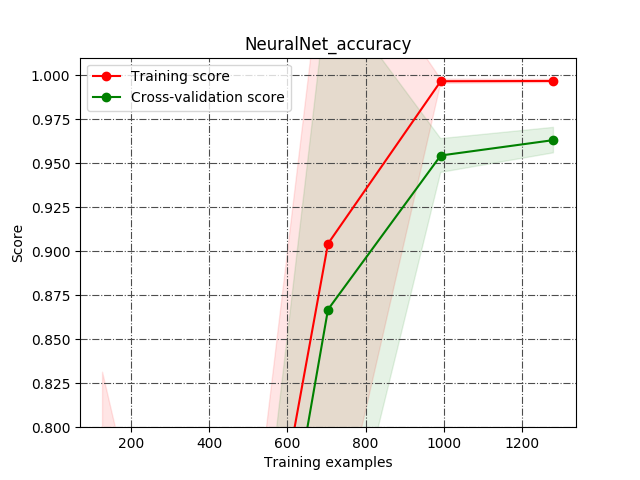 NeuralNet_accuracy
Training score
Cross-validation score
1.000
0.975
0.950
0.925
0.900
0.875
0.850
0.825
0.800
Score
200 400 600 800 1000 1200
Training examples